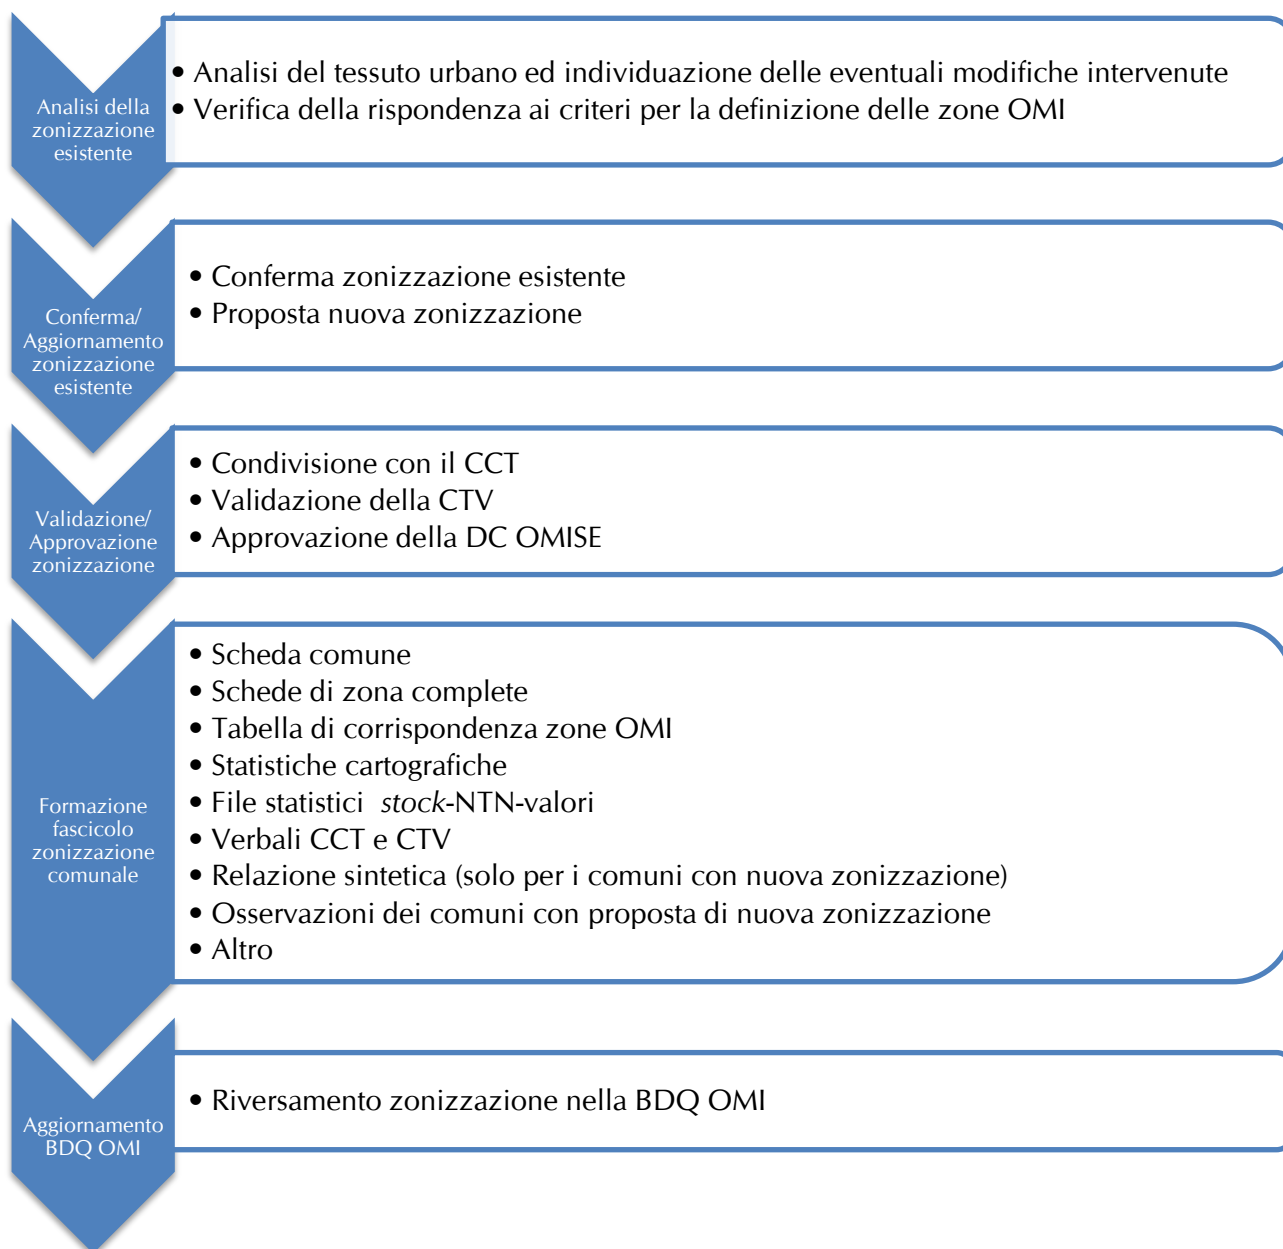 Analisi della
zonizzazione
esistente
• Analisi del tessuto urbano ed individuazione delle eventuali modifiche intervenute
• Verifica della rispondenza ai criteri per la definizione delle zone OMI
Conferma/
Aggiornamento
zonizzazione
esistente
• Conferma zonizzazione esistente
• Proposta nuova zonizzazione
Validazione/
Approvazione
zonizzazione
• Condivisione con il CCT
• Validazione della CTV
• Approvazione della DC OMISE
Formazione
fascicolo
zonizzazione
comunale
• Scheda comune
• Schede di zona complete
• Tabella di corrispondenza zone OMI
• Statistiche cartografiche
• File statistici stock-NTN-valori
• Verbali CCT e CTV
• Relazione sintetica (solo per i comuni con nuova zonizzazione)
• Osservazioni dei comuni con proposta di nuova zonizzazione
• Altro
Aggiornamento
BDQ OMI
• Riversamento zonizzazione nella BDQ OMI